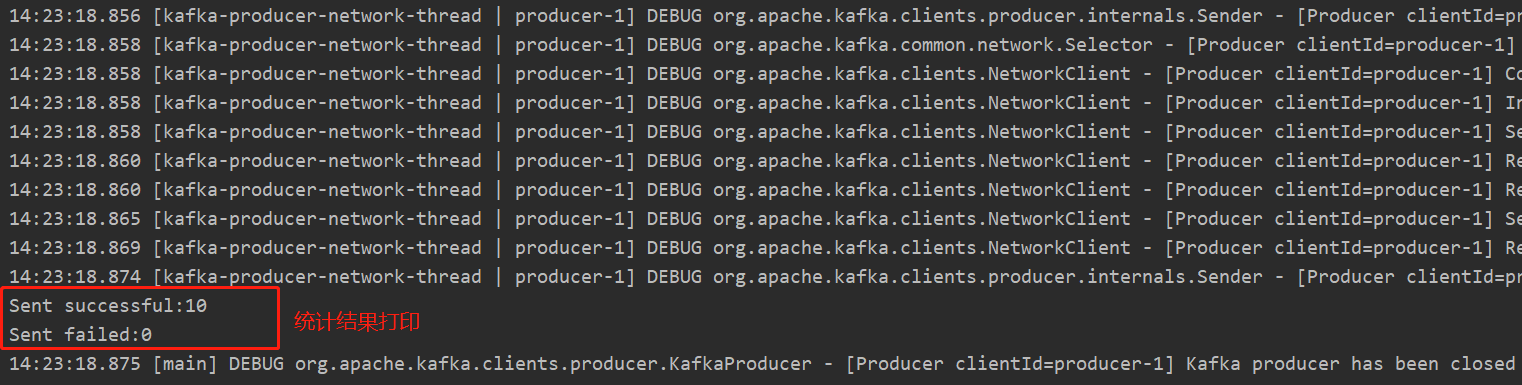 14:23:18.856 [kafka-producer-network-thread | producer-1] DEBUG org.apache.kafka.clients.producer.internals.Sender - [Producer clientId=pr
14:23:18.858 [kafka-producer-network-thread | producer-1] DEBUG org.apache.kafka.common.network.Selector - [Producer clientId=producer-1]
14:23:18.858 [kafka-producer-network-thread | producer-1] DEBUG org.apache.kafka.clients.NetworkClient - [Producer clientId=producer-1] Co
14:23:18.858 [kafka-producer-network-thread | producer-1] DEBUG org.apache.kafka.clients.NetworkClient - [Producer clientId=producer-1] In
14:23:18.858 [kafka-producer-network-thread | producer-1] DEBUG org.apache.kafka.clients.NetworkClient - [Producer clientId=producer-1] Se
14:23:18.860 [kafka-producer-network-thread | producer-1] DEBUG org.apache.kafka.clients.NetworkClient - [Producer clientId=producer-1] Re
14:23:18.860 [kafka-producer-network-thread | producer-1] DEBUG org.apache.kafka.clients.NetworkClient - [Producer clientId=producer-1] Re
14:23:18.865 [kafka-producer-network-thread | producer-1] DEBUG org.apache.kafka.clients.NetworkClient - [Producer clientId=producer-1] Se
14:23:18.869 [kafka-producer-network-thread | producer-1] DEBUG org.apache.kafka.clients.NetworkClient - [Producer clientId=producer-1] Re
14:23:18.874 [kafka-producer-network-thread | producer-1] DEBUG org.apache.kafka.clients.producer.internals.Sender - [Producer clientId=pr
Sent successful:10
统计结果打印
Sent failed:0
14:23:18.875 [main] DEBUG org.apache.kafka.clients.producer.KafkaProducer - [Producer clientId=producer-1] Kafka producer has been closed